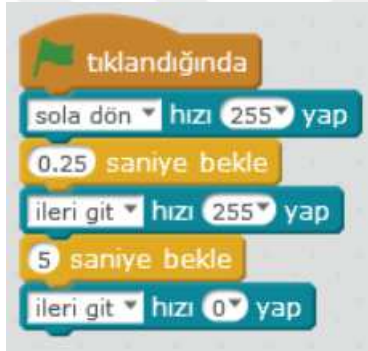 tıklandığında
sola dön hızı 255 yap
0.25 saniye bekle
ileri git hızı 255 yap
5 saniye bekle
ileri git hızı 0 yap